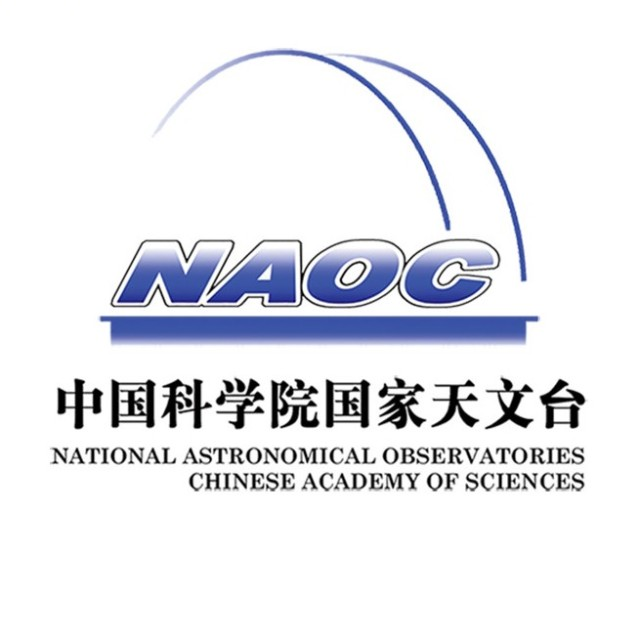 NAOC
中国科学院国家天文台
NATIONAL ASTRONOMICAL OBSERVATORIES
CHINESE ACADEMY OF SCIENCES